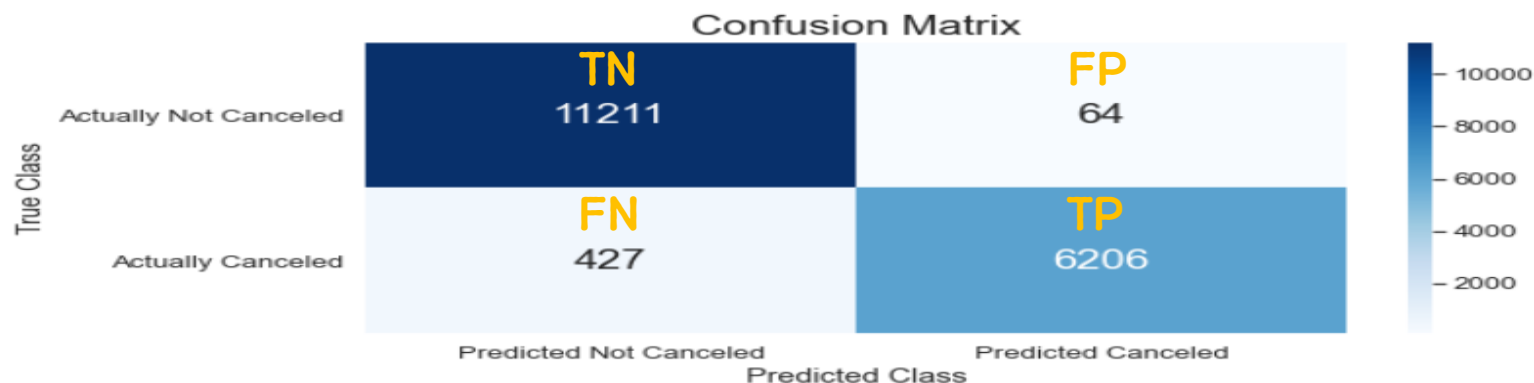 Confusion Matrix
TN
FP
10000
Actually Not Canceled
11211
64
8000
True Class
6000
FN
TP
4000
Actually Canceled
427
6206
2000
Predicted Not Canceled
Predicted Canceled
Predicted Class